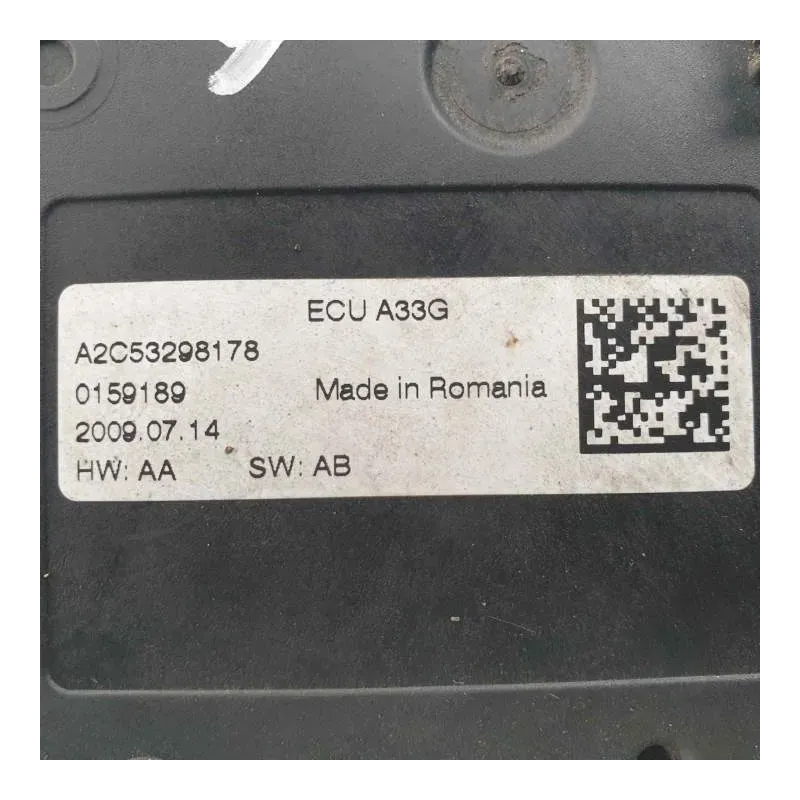 ECU A33G
A2C53298178
0159189 Made in Romania
2009.07.14
HW: AA SW: AB